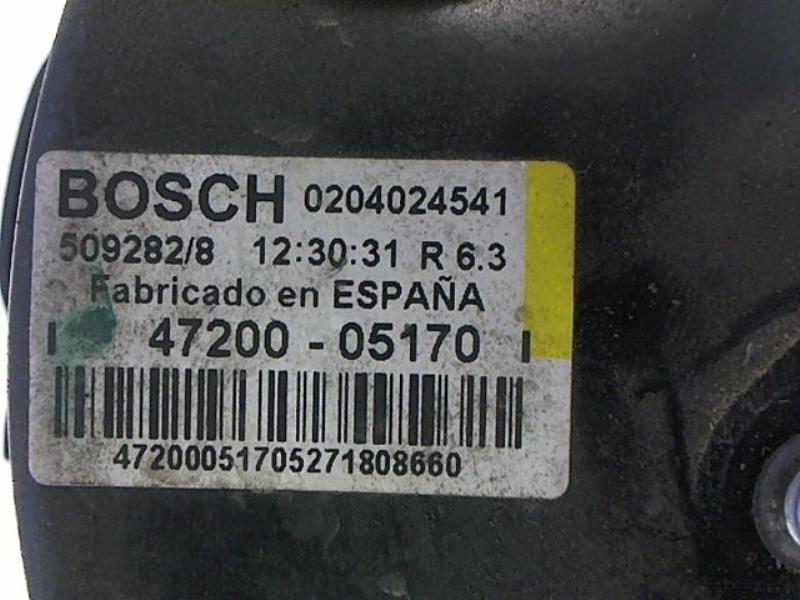 BOSCH 0204024541
509282/8 12:30:31 R 6.3
Fabricado en ESPAÑA
I 47200 - 05170 I
47200051705271808660